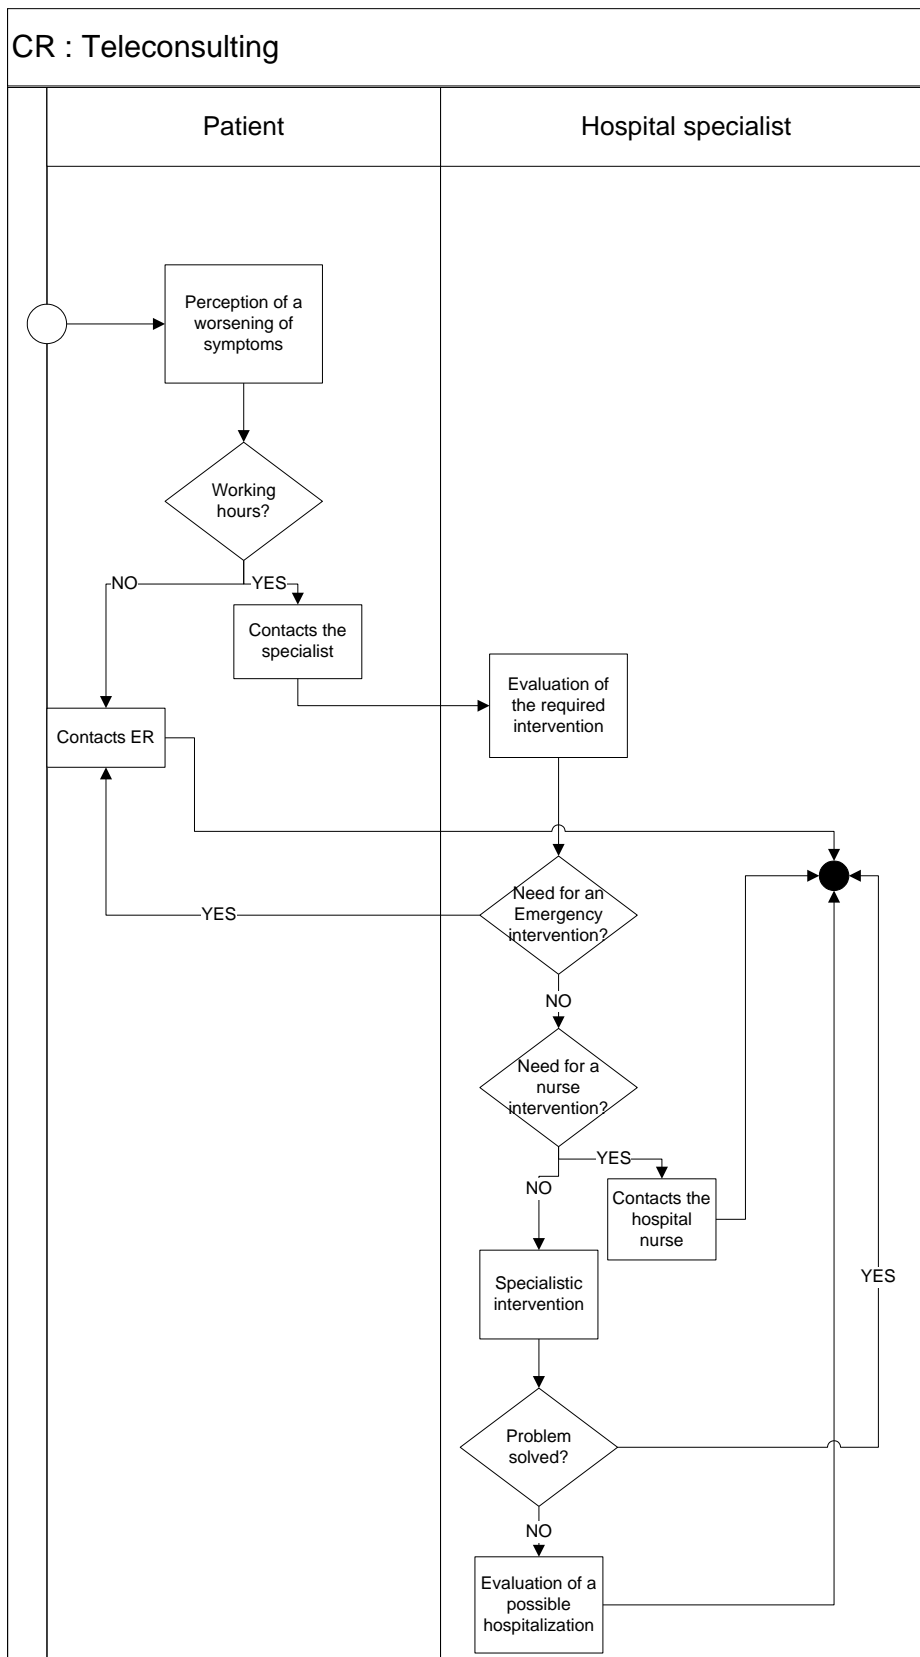 CR : Teleconsulting
Patient
Hospital specialist
Perception of a
worsening of
symptoms
Working
hours?
NO
YES
Contacts the
specialist
Evaluation of
the required
intervention
Contacts ER
Need for an
Emergency
intervention?
YES
NO
Need for a
nurse
intervention?
YES
NO
Contacts the
hospital
nurse
Specialistic
intervention
YES
Problem
solved?
NO
Evaluation of a
possible
hospitalization